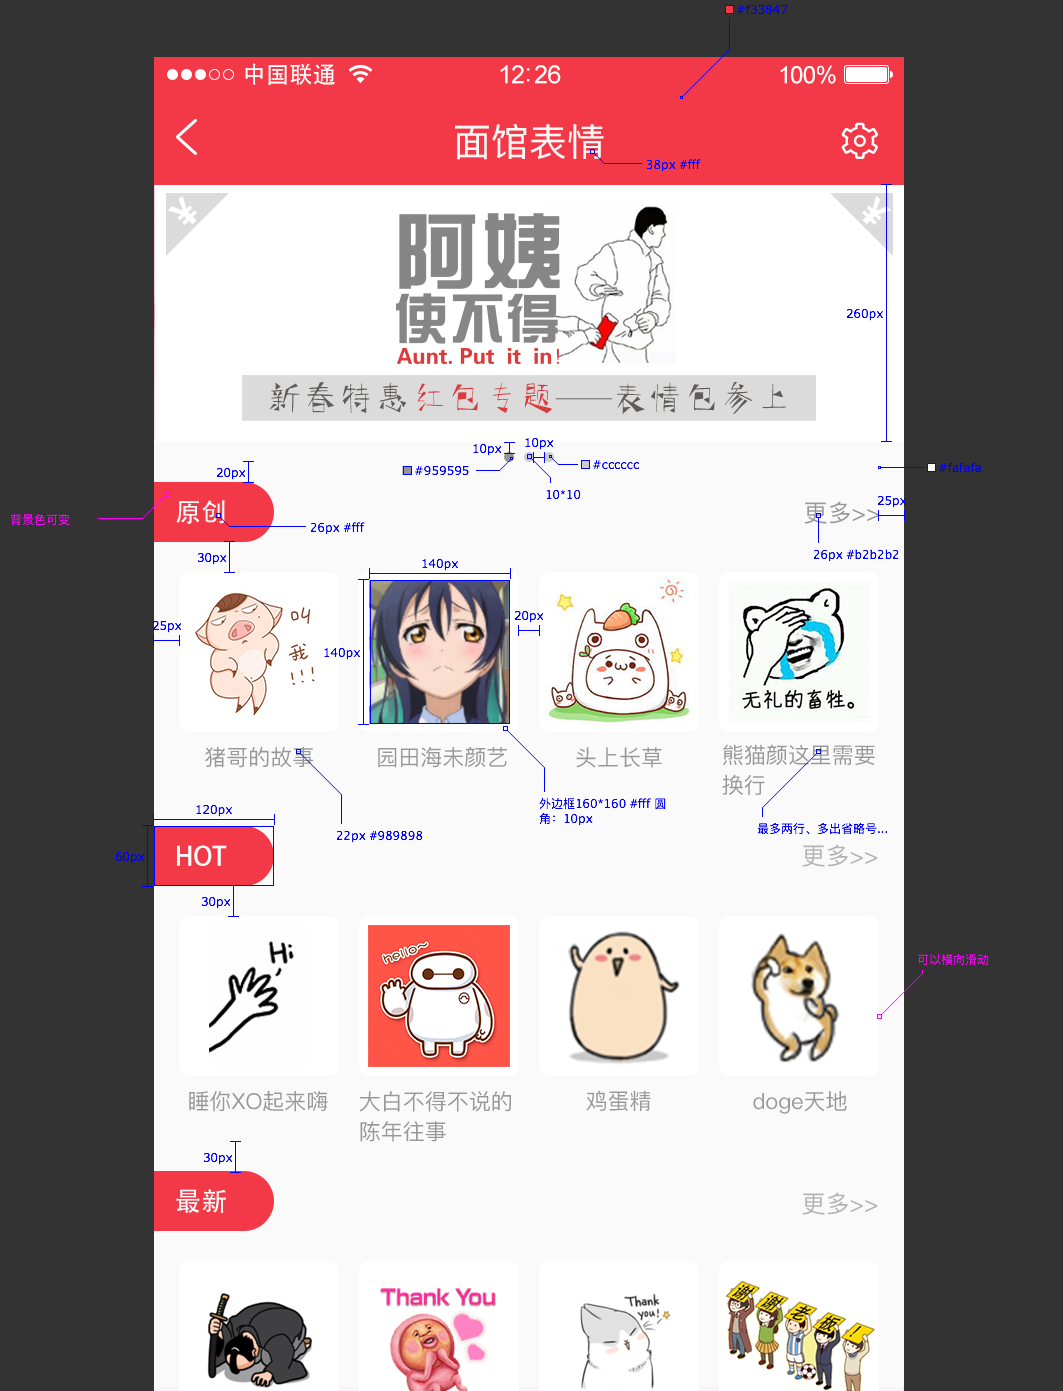 #f33847
中国联通
12:26
100%
面馆表情
38px #fff
¥
¥
阿姨
使不得
Aunt. Put it in!
260px
新春特惠红包专题——表情包参上
10px
10px
#959595
#cccccc
10*10
#fafafa
20px
25px
背景色可变
原创
更多>>
26px #fff
26px #b2b2b2
30px
140px
25px
20px
140px
叼
我
!!!
无礼的畜牲。
猪哥的故事
园田海未颜艺
头上长草
熊猫颜这里需要
换行
外边框160*160 #fff 圆
角：10px
22px #989898
最多两行、多出省略号...
120px
60px
HOT
更多>>
30px
Hi
hello~
可以横向滑动
睡你XO起来嗨
大白不得不说的
陈年往事
鸡蛋精
doge天地
30px
最新
更多>>
Thank You
Thank
you!
谢谢老板!